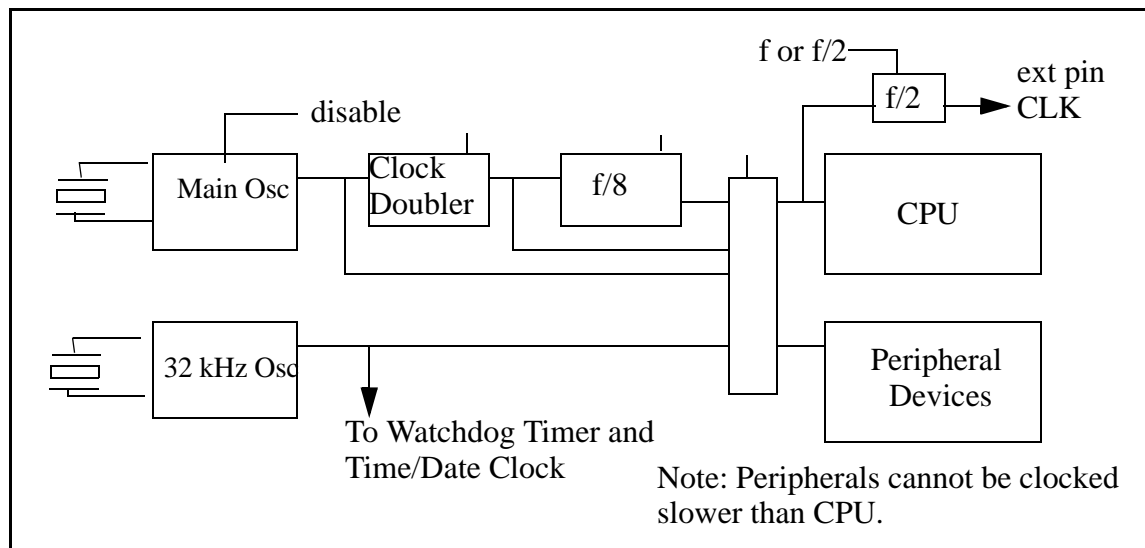 f or f/2
ext pin
CLK
f/2
disable
Clock
Doubler
Main Osc
f/8
CPU
32 kHz Osc
Peripheral
Devices
To Watchdog Timer and
Time/Date Clock
Note: Peripherals cannot be clocked
slower than CPU.